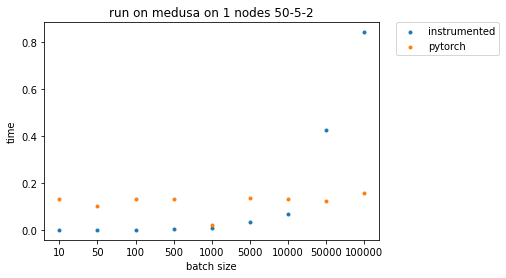 run on medusa on 1 nodes 50-5-2
instrumented
pytorch
0.8
0.6
0.4
0.2
0.0
time
10 50 100 500 1000 5000 10000 50000 100000
batch size